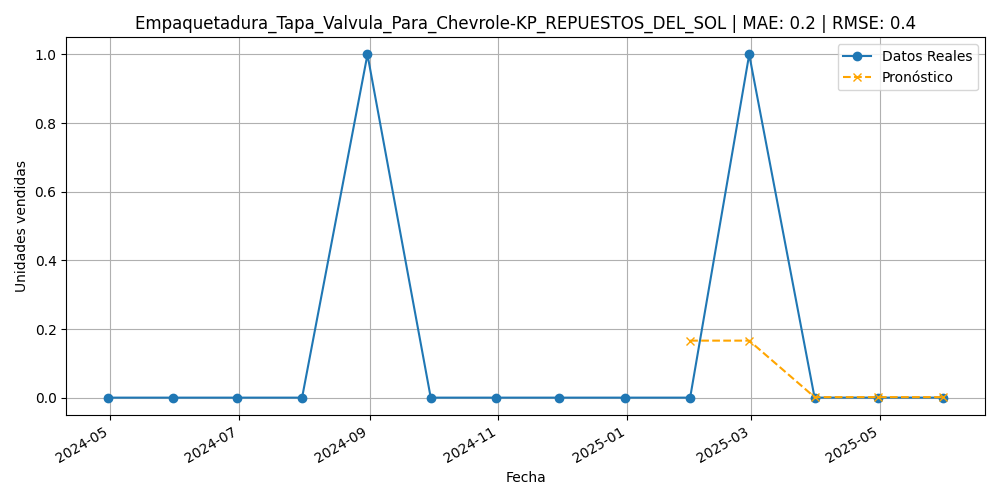 Empaquetadura_Tapa_Valvula_Para_Chevrole-KP_REPUESTOS_DEL_SOL | MAE: 0.2 | RMSE: 0.4
Datos Reales
Pronóstico
Unidades vendidas
1.0
0.8
0.6
0.4
0.2
0.0
2024-05
2024-07
2024-09
2024-11
2025-01
2025-03
2025-05
Fecha